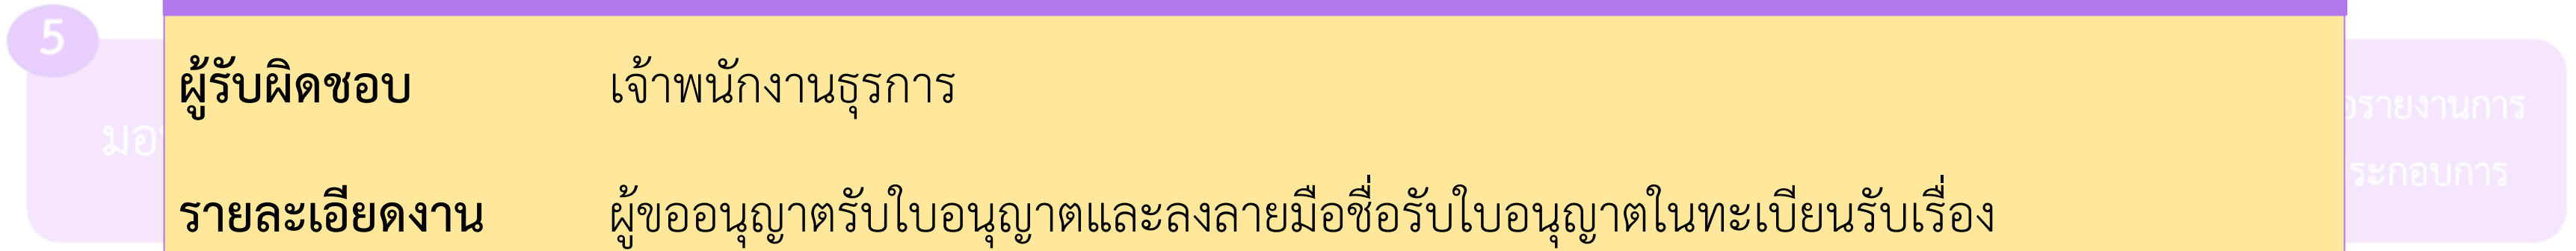 5
ผู้รับผิดชอบ เจ้าพนักงานธุรการ
รายละเอียดงาน ผู้ขออนุญาตรับใบอนุญาตและลงลายมือชื่อรับใบอนุญาตในทะเบียนรับเรื่อง